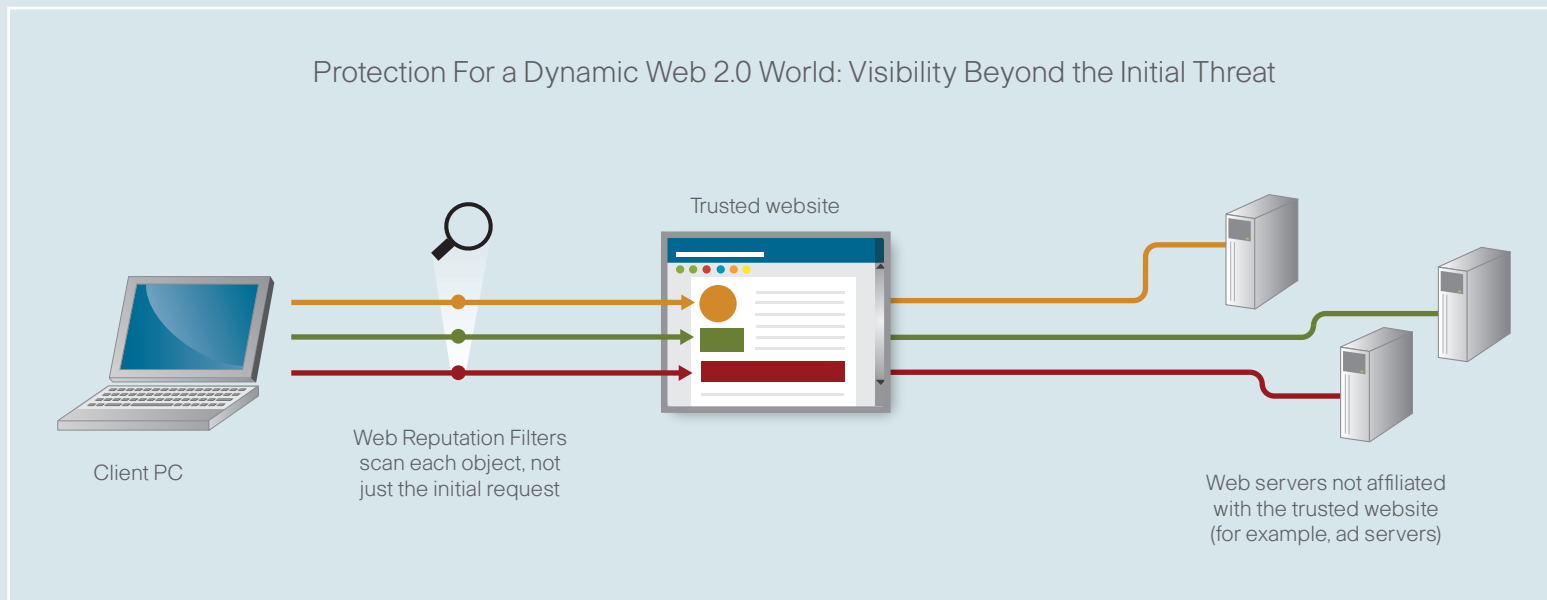 Protection For a Dynamic Web 2.0 World: Visibility Beyond the Initial Threat
Trusted website
Client PC
Web Reputation Filters
scan each object, not
just the initial request
Web servers not affiliated
with the trusted website
(for example, ad servers)